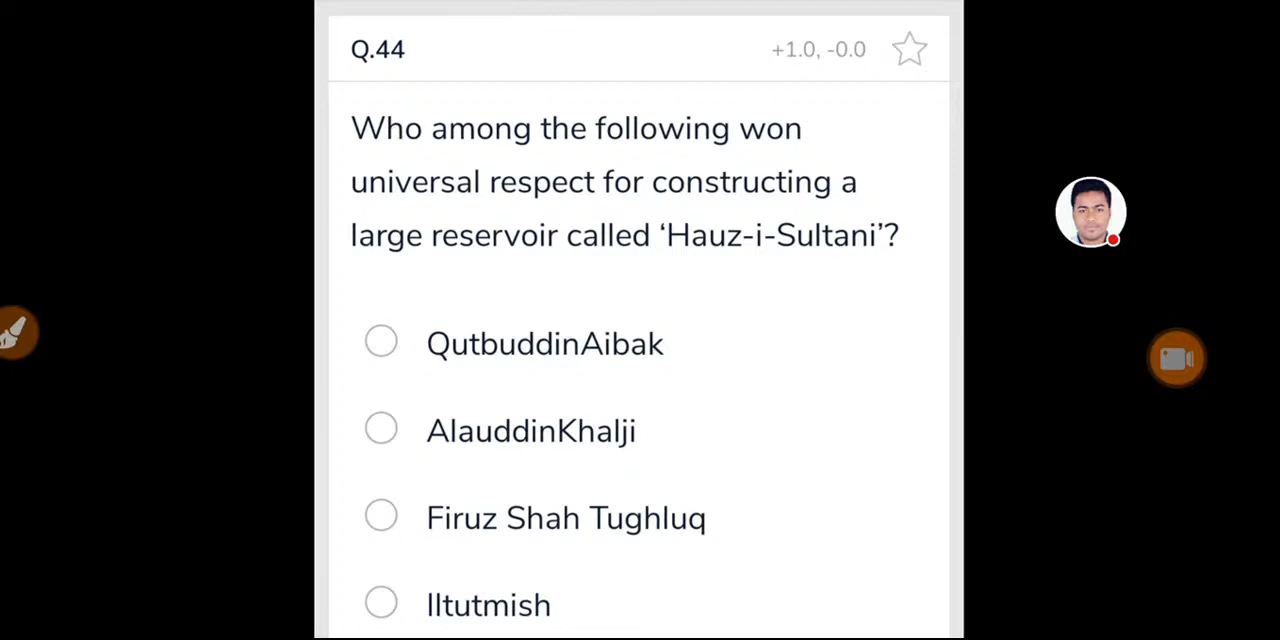 Q.44 +1.0, -0.0
Who among the following won
universal respect for constructing a
large reservoir called ‘Hauz-i-Sultani’?
QutbuddinAibak
AlauddinKhalji
Firuz Shah Tughluq
Iltutmish